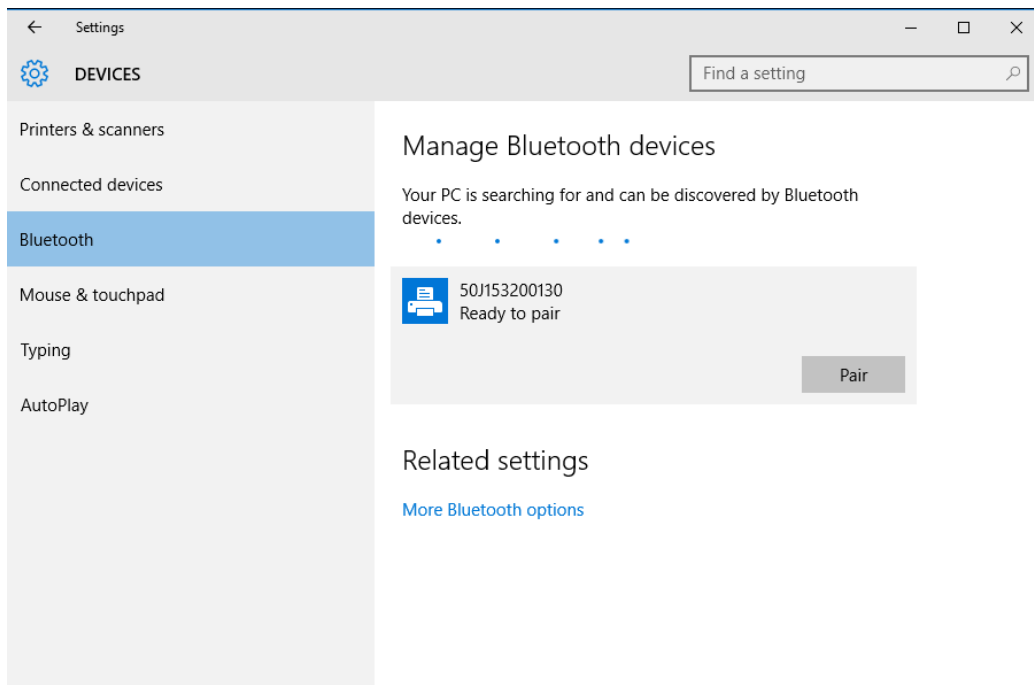 Settings
DEVICES
Find a setting
Printers & scanners
Connected devices
Bluetooth
Mouse & touchpad
Typing
AutoPlay
Manage Bluetooth devices
Your PC is searching for and can be discovered by Bluetooth
devices.
50J153200130
Ready to pair
Pair
Related settings
More Bluetooth options